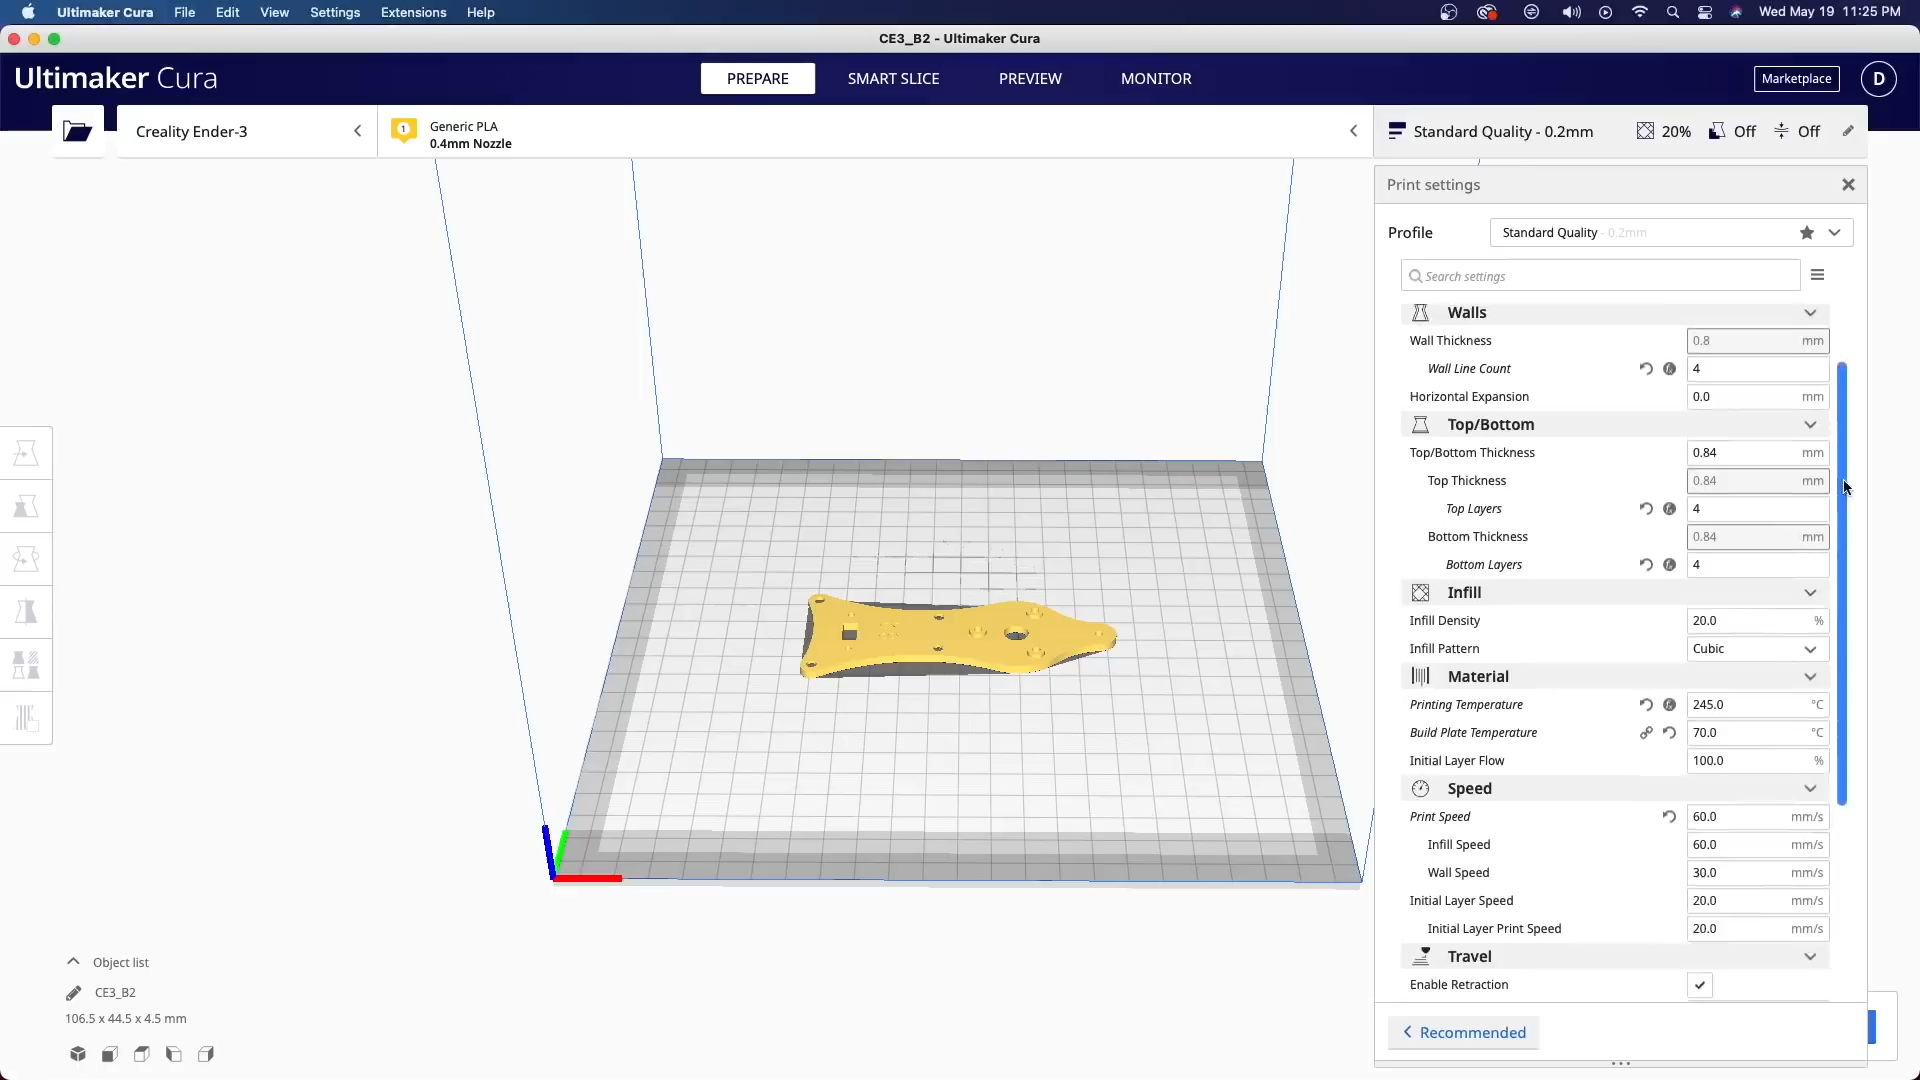 Ultimaker Cura File Edit View Settings Extensions Help Wed May 19 11:25 PM
CE3_B2 - Ultimaker Cura
Ultimaker Cura PREPARE SMART SLICE PREVIEW MONITOR Marketplace D
Creality Ender-3
1 Generic PLA
0.4mm Nozzle
Standard Quality - 0.2mm 20% Off Off
Print settings
Profile Standard Quality - 0.2mm
Search settings
Walls
Wall Thickness 0.8 mm
Wall Line Count 4
Horizontal Expansion 0.0 mm
Top/Bottom
Top/Bottom Thickness 0.84 mm
Top Thickness 0.84 mm
Top Layers 4
Bottom Thickness 0.84 mm
Bottom Layers 4
Infill
Infill Density 20.0 %
Infill Pattern Cubic
Material
Printing Temperature 245.0 °C
Build Plate Temperature 70.0 °C
Initial Layer Flow 100.0 %
Speed
Print Speed 60.0 mm/s
Infill Speed 60.0 mm/s
Wall Speed 30.0 mm/s
Initial Layer Speed 20.0 mm/s
Initial Layer Print Speed 20.0 mm/s
Travel
Enable Retraction
Recommended
Object list
CE3_B2
106.5 x 44.5 x 4.5 mm